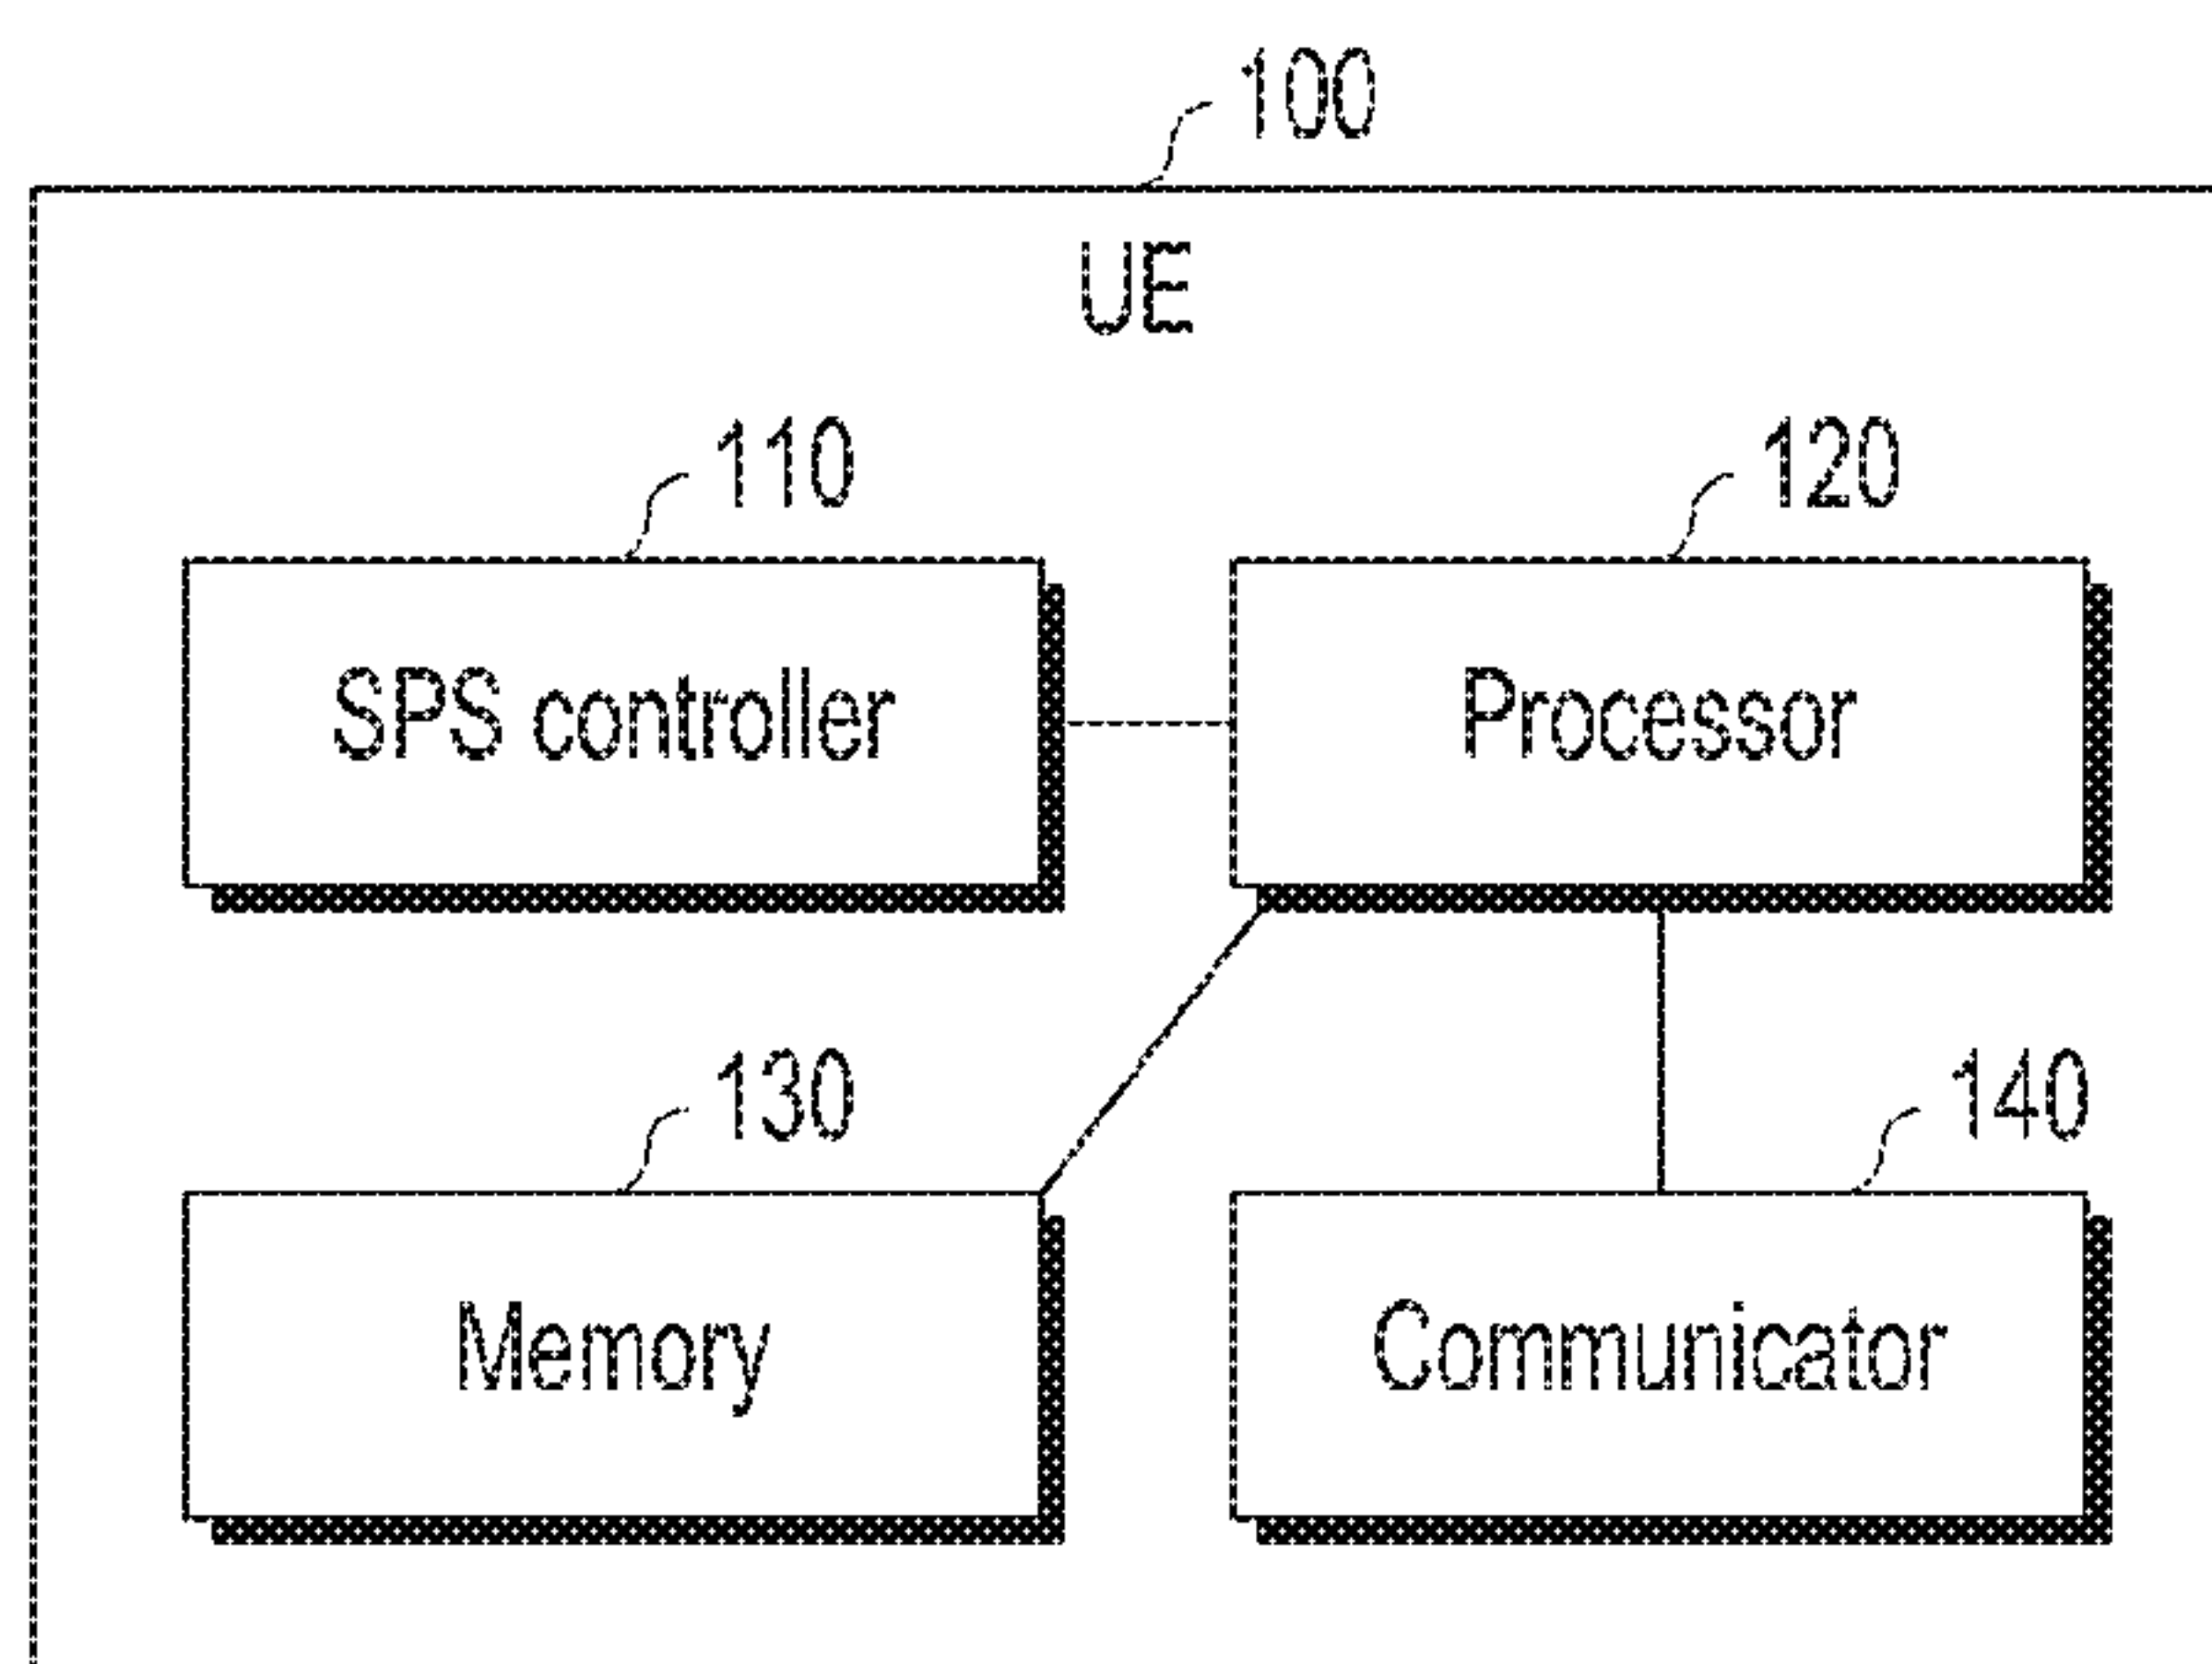 100
UE
110
120
SPS controller
Processor
130
140
Memory
Communicator